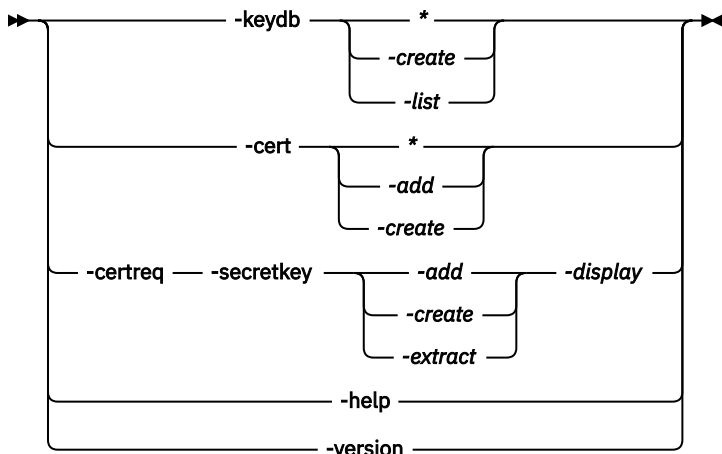 -keydb *
-create
-list
-cert *
-add
-create
-certreq -secretkey -add -display
-create
-extract
-help
-version